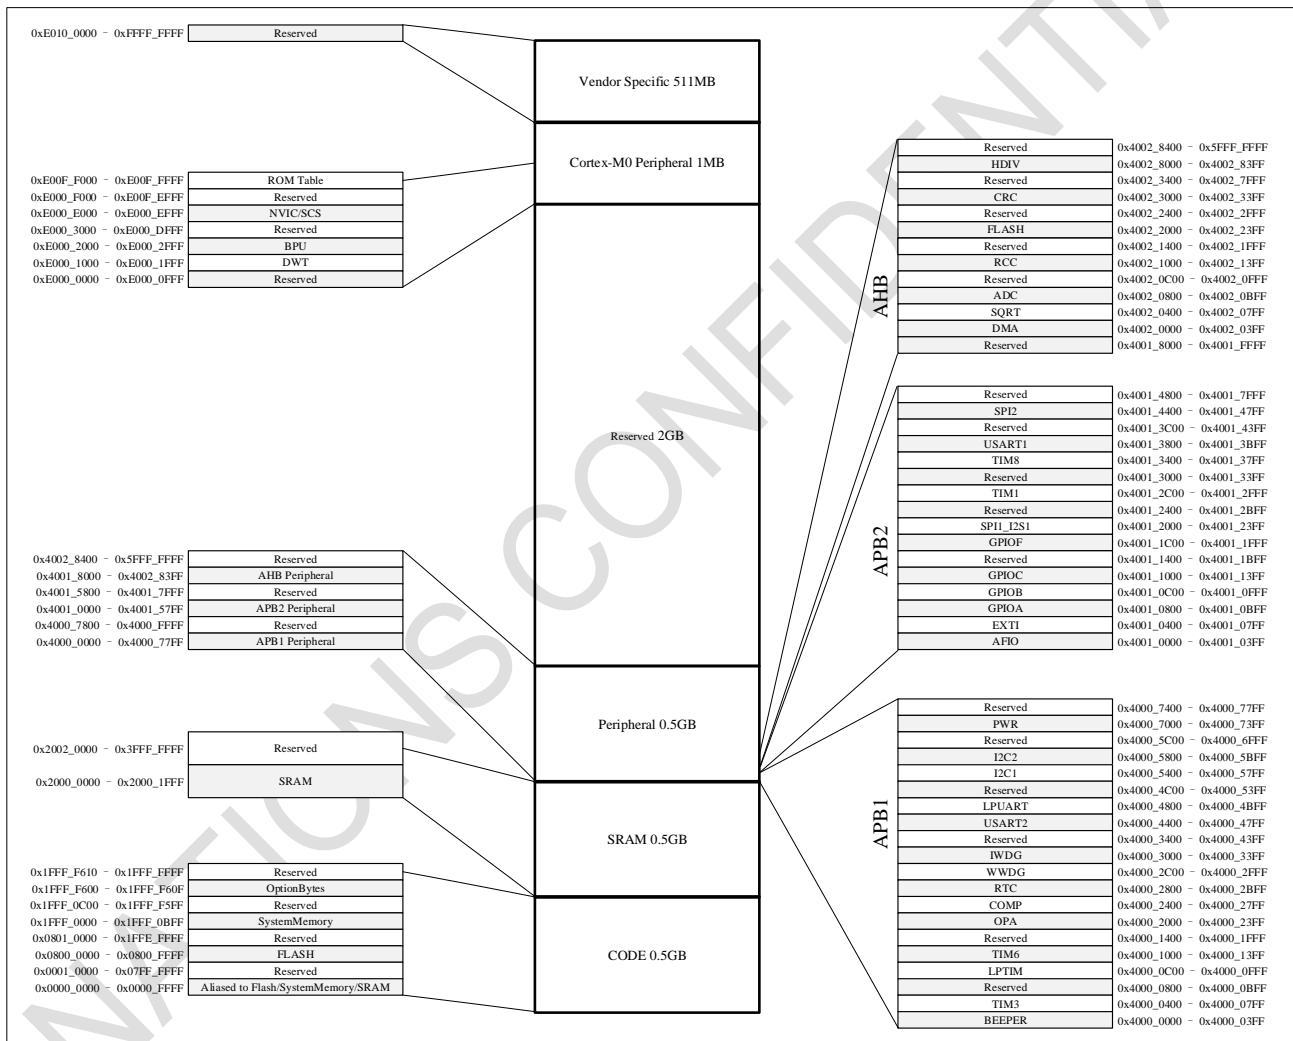 0xE010_0000 - 0xFFFF_FFFF Reserved
0xE00F_F000 - 0xE00F_FFFF ROM Table
0xE000_F000 - 0xE00F_EFFF Reserved
0xE000_E000 - 0xE000_EFFF NVIC/SCS
0xE000_3000 - 0xE000_DFFF Reserved
0xE000_2000 - 0xE000_2FFF BPU
0xE000_1000 - 0xE000_1FFF DWT
0xE000_0000 - 0xE000_0FFF Reserved
0x4002_8400 - 0x5FFF_FFFF Reserved
0x4001_8000 - 0x4002_83FF AHB Peripheral
0x4001_5800 - 0x4001_7FFF Reserved
0x4001_0000 - 0x4001_57FF APB2 Peripheral
0x4000_7800 - 0x4000_FFFF Reserved
0x4000_0000 - 0x4000_77FF APB1 Peripheral
0x2002_0000 - 0x3FFF_FFFF Reserved
0x2000_0000 - 0x2000_1FFF SRAM
0x1FFF_F610 - 0x1FFF_FFFF Reserved
0x1FFF_F600 - 0x1FFF_F60F OptionBytes
0x1FFF_0C00 - 0x1FFF_F5FF Reserved
0x1FFF_0000 - 0x1FFF_0BFF SystemMemory
0x0801_0000 - 0x1FFE_FFFF Reserved
0x0800_0000 - 0x0800_FFFF FLASH
0x0001_0000 - 0x07FF_FFFF Reserved
0x0000_0000 - 0x0000_FFFF Aliased to Flash/SystemMemory/SRAM
Vendor Specific 511MB
Cortex-M0 Peripheral 1MB
Reserved 2GB
Peripheral 0.5GB
SRAM 0.5GB
CODE 0.5GB
AHB
Reserved 0x4002_8400 - 0x5FFF_FFFF
HDIV 0x4002_8000 - 0x4002_83FF
Reserved 0x4002_3400 - 0x4002_7FFF
CRC 0x4002_3000 - 0x4002_33FF
Reserved 0x4002_2400 - 0x4002_2FFF
FLASH 0x4002_2000 - 0x4002_23FF
Reserved 0x4002_1400 - 0x4002_1FFF
RCC 0x4002_1000 - 0x4002_13FF
Reserved 0x4002_0C00 - 0x4002_0FFF
ADC 0x4002_0800 - 0x4002_0BFF
SQRT 0x4002_0400 - 0x4002_07FF
DMA 0x4002_0000 - 0x4002_03FF
Reserved 0x4001_8000 - 0x4001_FFFF
APB2
Reserved 0x4001_4800 - 0x4001_7FFF
SPI2 0x4001_4400 - 0x4001_47FF
Reserved 0x4001_3C00 - 0x4001_43FF
USART1 0x4001_3800 - 0x4001_3BFF
TIM8 0x4001_3400 - 0x4001_37FF
Reserved 0x4001_3000 - 0x4001_33FF
TIM1 0x4001_2C00 - 0x4001_2FFF
Reserved 0x4001_2400 - 0x4001_2BFF
SPI1_I2S1 0x4001_2000 - 0x4001_23FF
GPIOF 0x4001_1C00 - 0x4001_1FFF
Reserved 0x4001_1400 - 0x4001_1BFF
GPIOC 0x4001_1000 - 0x4001_13FF
GPIOB 0x4001_0C00 - 0x4001_0FFF
GPIOA 0x4001_0800 - 0x4001_0BFF
EXTI 0x4001_0400 - 0x4001_07FF
AFIO 0x4001_0000 - 0x4001_03FF
APB1
Reserved 0x4000_7400 - 0x4000_77FF
PWR 0x4000_7000 - 0x4000_73FF
Reserved 0x4000_5C00 - 0x4000_6FFF
I2C2 0x4000_5800 - 0x4000_5BFF
I2C1 0x4000_5400 - 0x4000_57FF
Reserved 0x4000_4C00 - 0x4000_53FF
LPUART 0x4000_4800 - 0x4000_4BFF
USART2 0x4000_4400 - 0x4000_47FF
Reserved 0x4000_3400 - 0x4000_43FF
IWDG 0x4000_3000 - 0x4000_33FF
WWDG 0x4000_2C00 - 0x4000_2FFF
RTC 0x4000_2800 - 0x4000_2BFF
COMP 0x4000_2400 - 0x4000_27FF
OPA 0x4000_2000 - 0x4000_23FF
Reserved 0x4000_1400 - 0x4000_1FFF
TIM6 0x4000_1000 - 0x4000_13FF
LPTIM 0x4000_0C00 - 0x4000_0FFF
Reserved 0x4000_0800 - 0x4000_0BFF
TIM3 0x4000_0400 - 0x4000_07FF
BEEPER 0x4000_0000 - 0x4000_03FF
NATIONS CONFIDENTIA